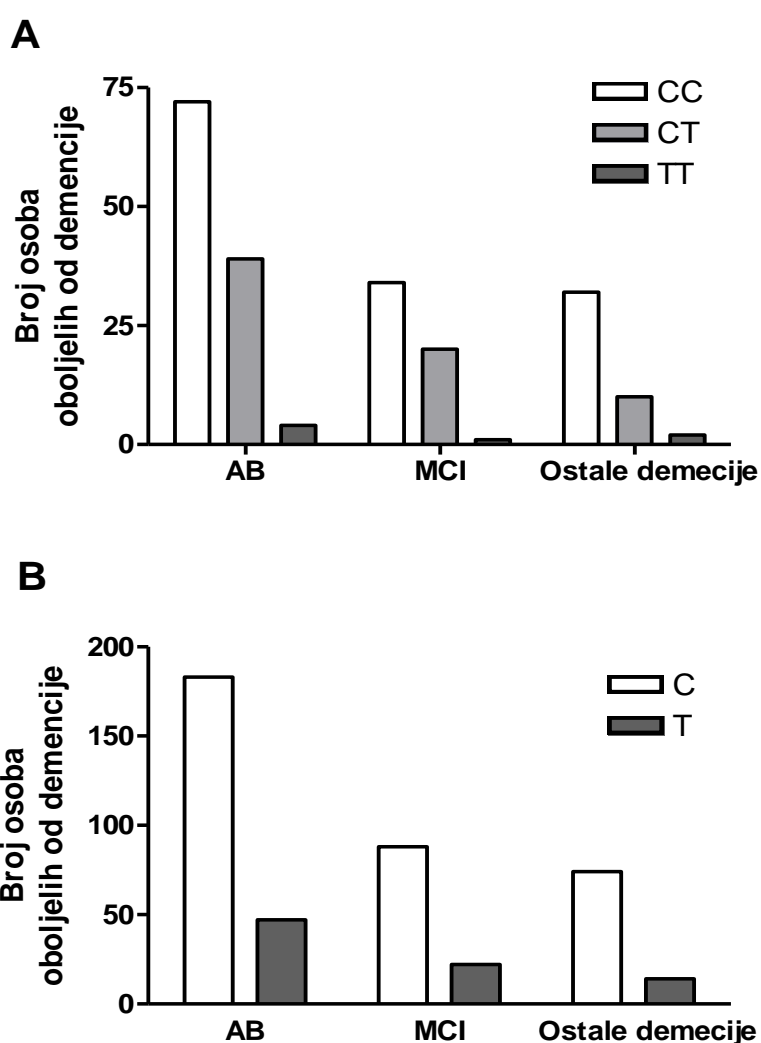 A
75
50
25
0
Broj osoba
oboljelih od demencije
CC
CT
TT
AB MCI Ostale demecije
B
200
150
100
50
0
Broj osoba
oboljelih od demencije
C
T
AB MCI Ostale demecije